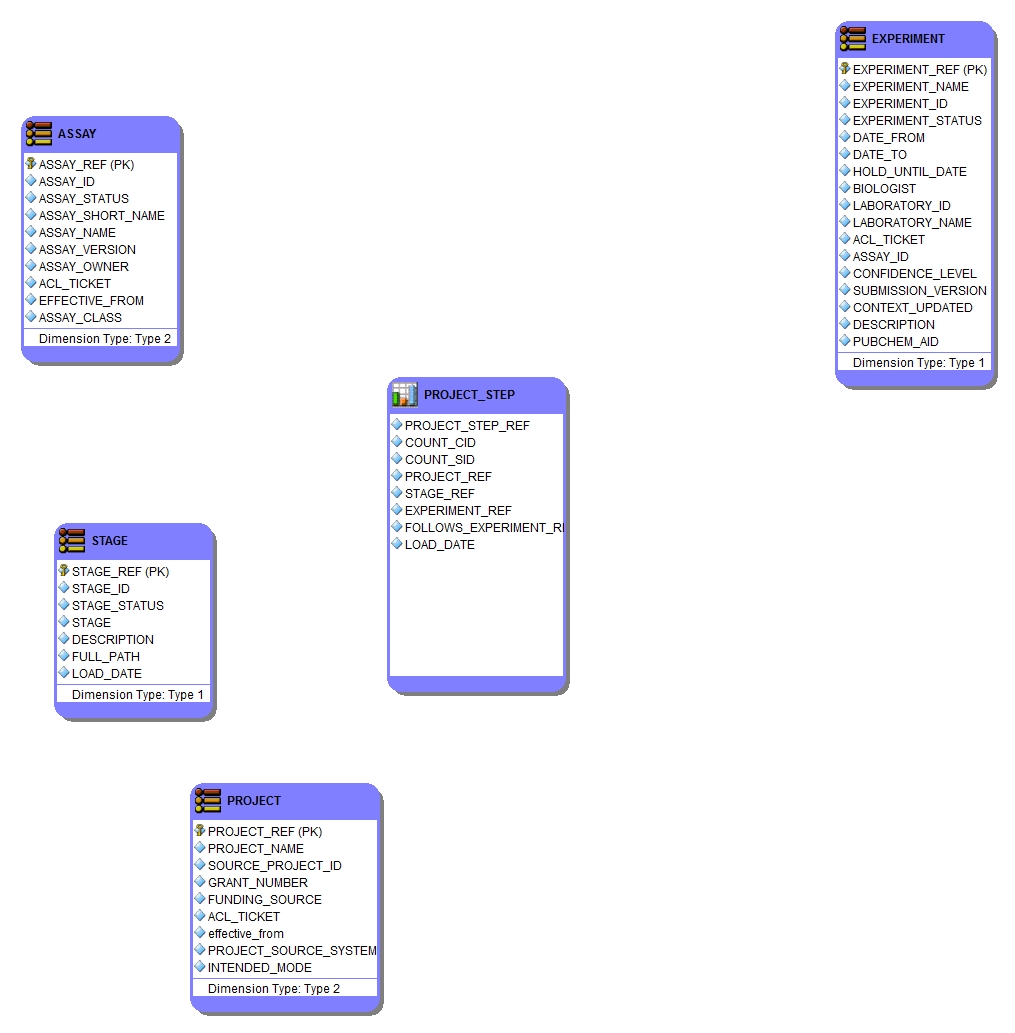 EXPERIMENT
EXPERIMENT_REF (PK)
EXPERIMENT_NAME
EXPERIMENT_ID
EXPERIMENT_STATUS
DATE_FROM
DATE_TO
HOLD_UNTIL_DATE
BIOLOGIST
LABORATORY_ID
LABORATORY_NAME
ACL_TICKET
ASSAY_ID
CONFIDENCE_LEVEL
SUBMISSION_VERSION
CONTEXT_UPDATED
DESCRIPTION
PUBCHEM_AID
Dimension Type: Type 1
ASSAY
ASSAY_REF (PK)
ASSAY_ID
ASSAY_STATUS
ASSAY_SHORT_NAME
ASSAY_NAME
ASSAY_VERSION
ASSAY_OWNER
ACL_TICKET
EFFECTIVE_FROM
ASSAY_CLASS
Dimension Type: Type 2
PROJECT_STEP
PROJECT_STEP_REF
COUNT_CID
COUNT_SID
PROJECT_REF
STAGE_REF
EXPERIMENT_REF
FOLLOWS_EXPERIMENT_R
LOAD_DATE
STAGE
STAGE_REF (PK)
STAGE_ID
STAGE_STATUS
STAGE
DESCRIPTION
FULL_PATH
LOAD_DATE
Dimension Type: Type 1
PROJECT
PROJECT_REF (PK)
PROJECT_NAME
SOURCE_PROJECT_ID
GRANT_NUMBER
FUNDING_SOURCE
ACL_TICKET
effective_from
PROJECT_SOURCE_SYSTEM
INTENDED_MODE
Dimension Type: Type 2